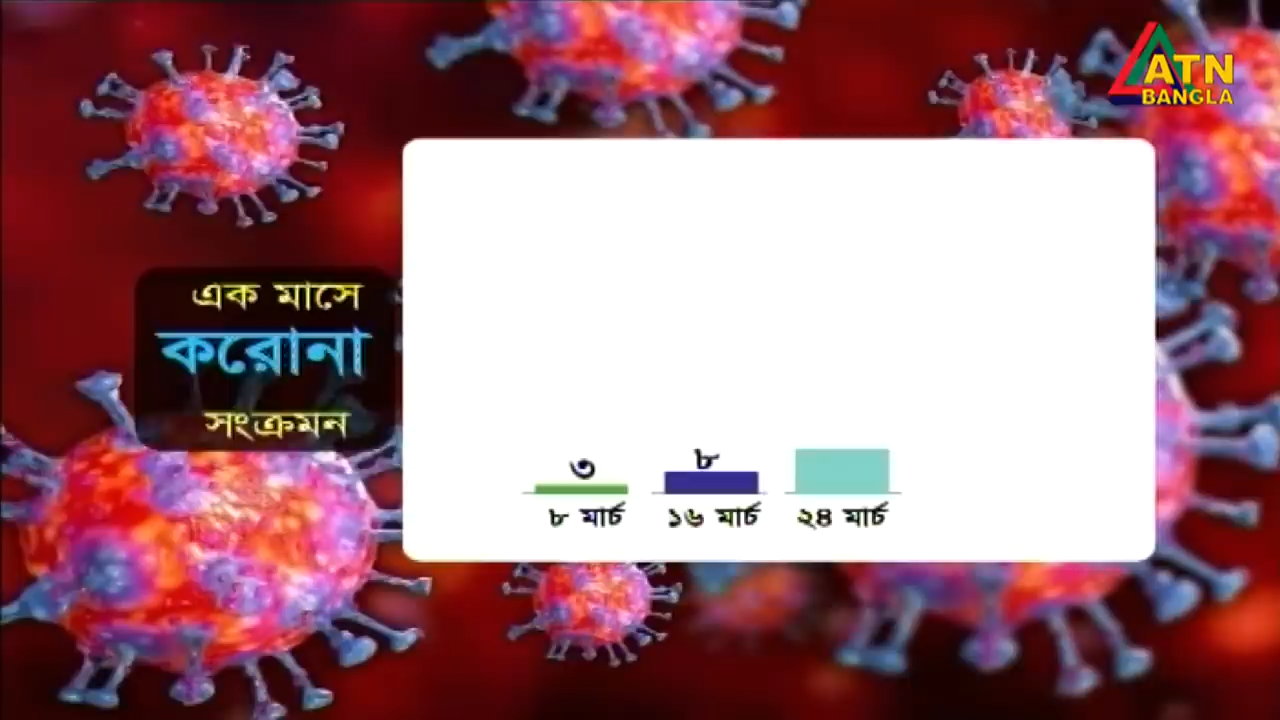 ATN
BANGLA
এক মাসে
করোনা
সংক্রমন
৩
৮
৮ মার্চ
১৬ মার্চ
২৪ মার্চ